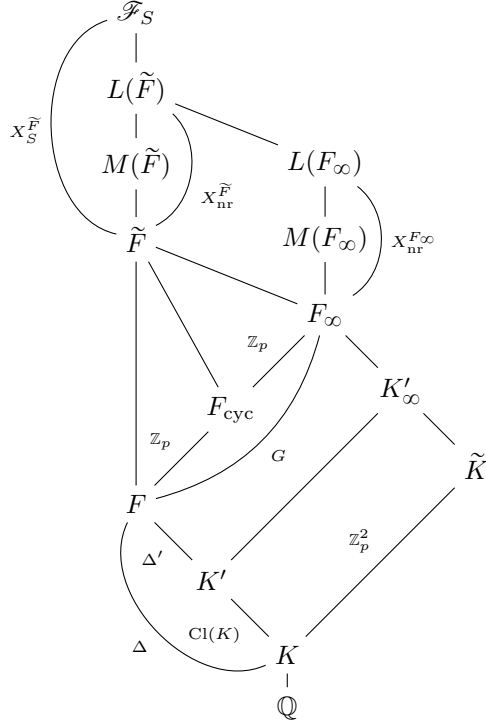 ℱ_S
L(F̃)
X_S^{F̃}
M(F̃) L(F_∞)
X_nr^{F̃}
F̃ M(F_∞) X_nr^{F_∞}
F_∞
ℤ_p
K′_∞
F_cyc
ℤ_p
G K̃
F
ℤ_p^2
Δ′
K′
Cl(K)
Δ K
ℚ